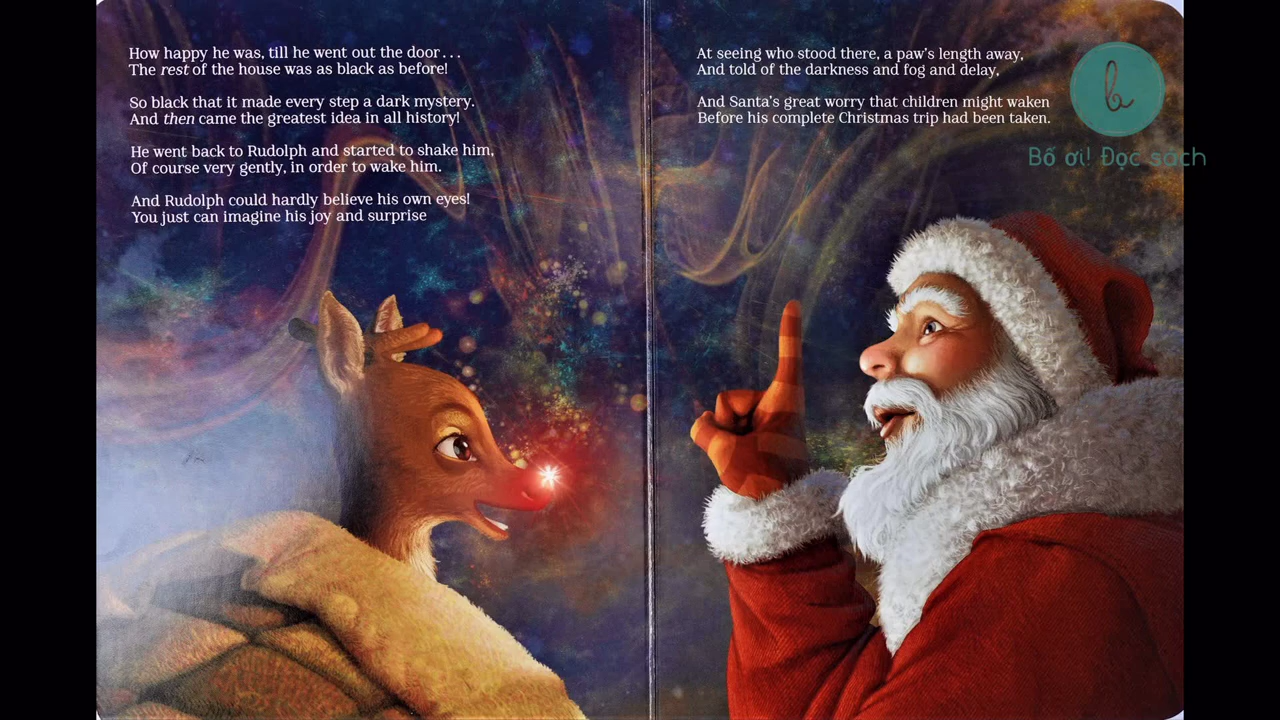 How happy he was, till he went out the door . . .
The rest of the house was as black as before!
So black that it made every step a dark mystery.
And then came the greatest idea in all history!
He went back to Rudolph and started to shake him,
Of course very gently, in order to wake him.
And Rudolph could hardly believe his own eyes!
You just can imagine his joy and surprise
At seeing who stood there, a paw's length away,
And told of the darkness and fog and delay,
And Santa's great worry that children might waken
Before his complete Christmas trip had been taken.
b
Bố ơi! Đọc sách